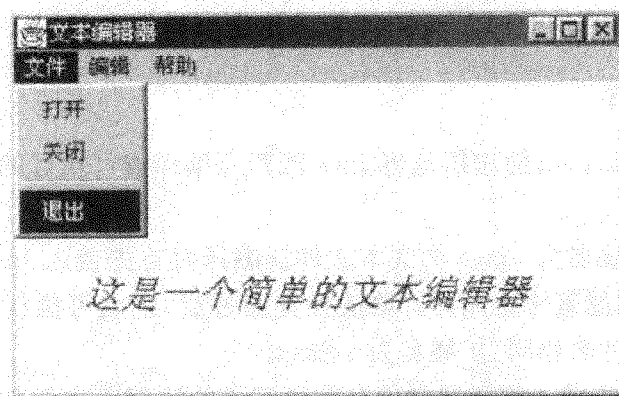 文本编辑器
文件 编辑 帮助
打开
关闭
退出
这是一个简单的文本编辑器